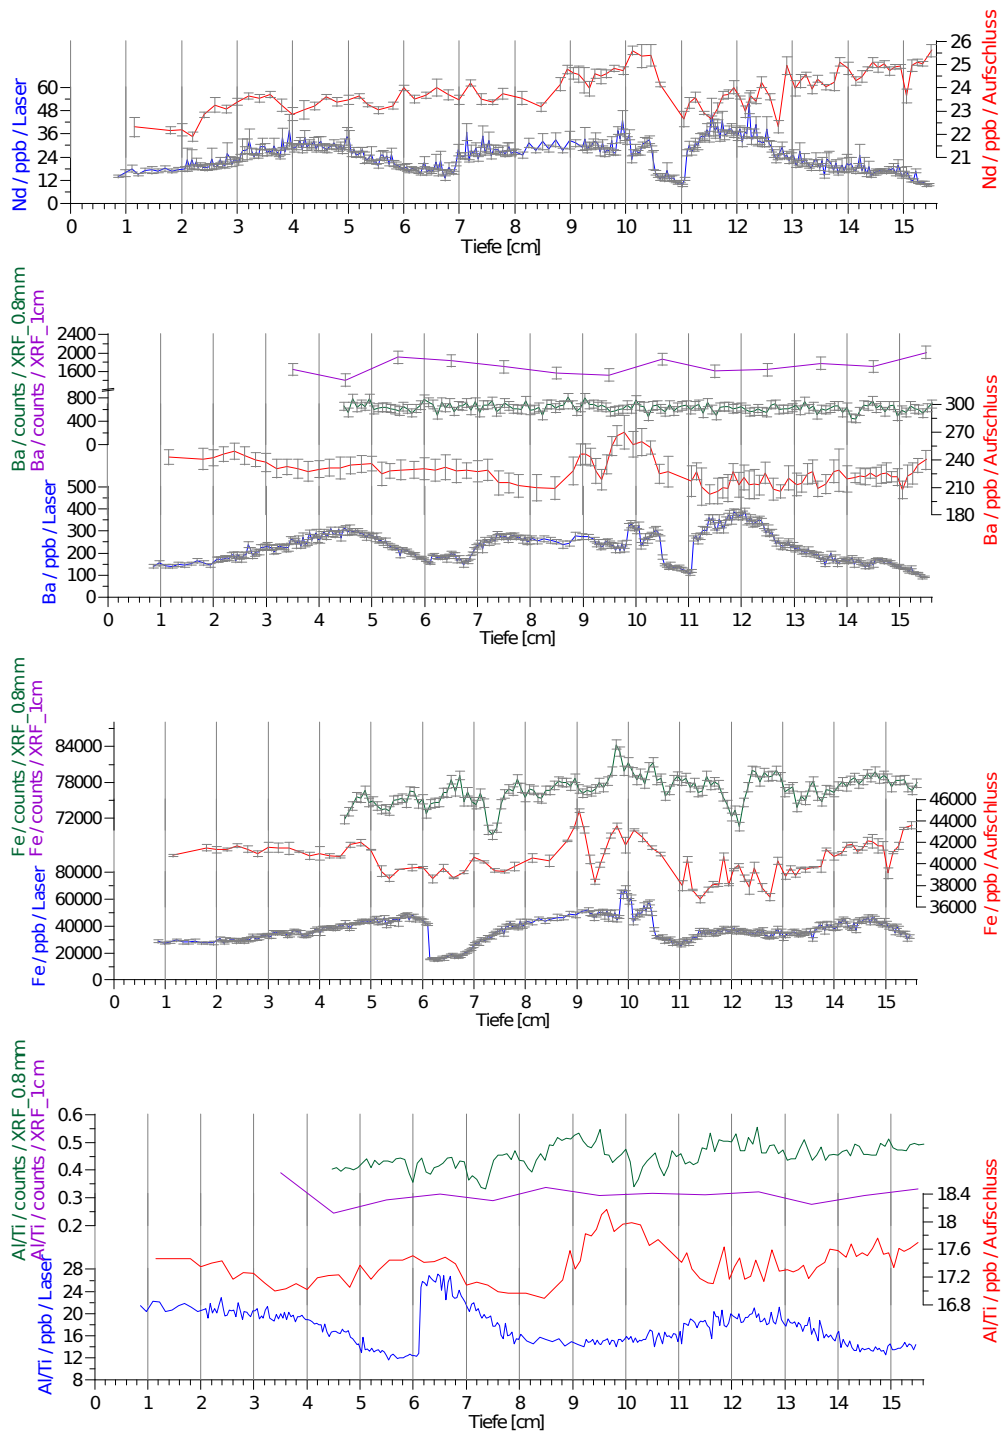 Nd / ppb / Laser
60
48
36
24
12
0
26
25
24
23
22
21
Nd / ppb / Aufschluss
0 1 2 3 4 5 6 7 8 9 10 11 12 13 14 15
Tiefe [cm]
Ba / counts / XRF_0.8mm
Ba / counts / XRF_1cm
Ba / ppb / Laser
2400
2000
1600
800
400
0
500
400
300
200
100
0
300
270
240
210
180
Ba / ppb / Aufschluss
0 1 2 3 4 5 6 7 8 9 10 11 12 13 14 15
Tiefe [cm]
Fe / counts / XRF_0.8mm
Fe / counts / XRF_1cm
Fe / ppb / Laser
84000
78000
72000
80000
60000
40000
20000
0
46000
44000
42000
40000
38000
36000
Fe / ppb / Aufschluss
0 1 2 3 4 5 6 7 8 9 10 11 12 13 14 15
Tiefe [cm]
Al/Ti / counts / XRF_0.8mm
Al/Ti / counts / XRF_1cm
Al/Ti / ppb / Laser
0.6
0.5
0.4
0.3
0.2
28
24
20
16
12
8
18.4
18
17.6
17.2
16.8
Al/Ti / ppb / Aufschluss
0 1 2 3 4 5 6 7 8 9 10 11 12 13 14 15
Tiefe [cm]